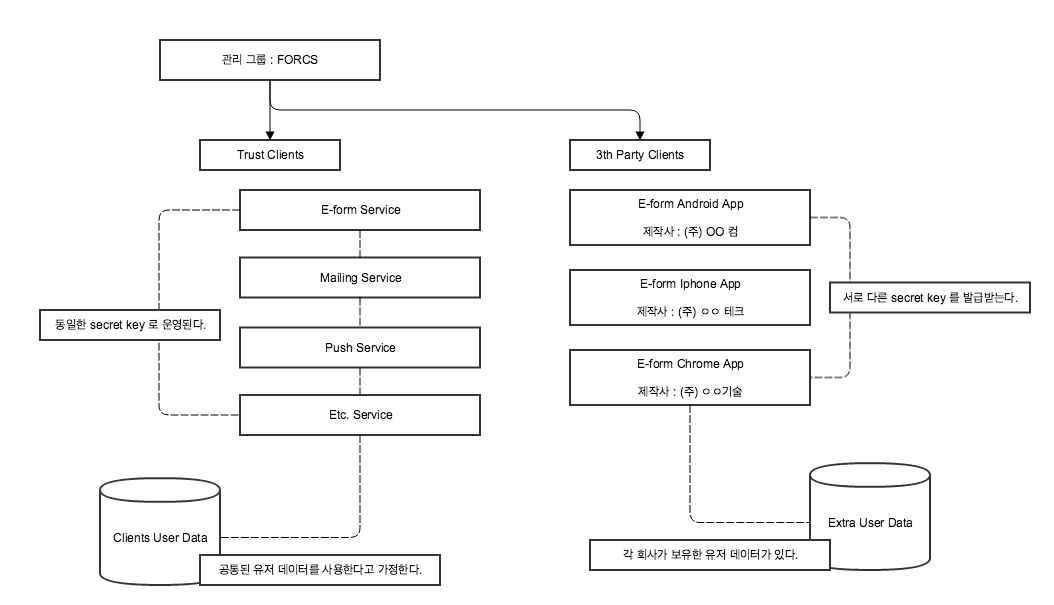 관리 그룹 : FORCS
Trust Clients
3th Party Clients
E-form Service
Mailing Service
Push Service
Etc. Service
동일한 secret key 로 운영된다.
Clients User Data
공통된 유저 데이터를 사용한다고 가정한다.
E-form Android App
제작사 : (주) OO 컴
E-form Iphone App
제작사 : (주) ㅇㅇ 테크
E-form Chrome App
제작사 : (주) ㅇㅇ기술
서로 다른 secret key 를 발급받는다.
Extra User Data
각 회사가 보유한 유저 데이터가 있다.